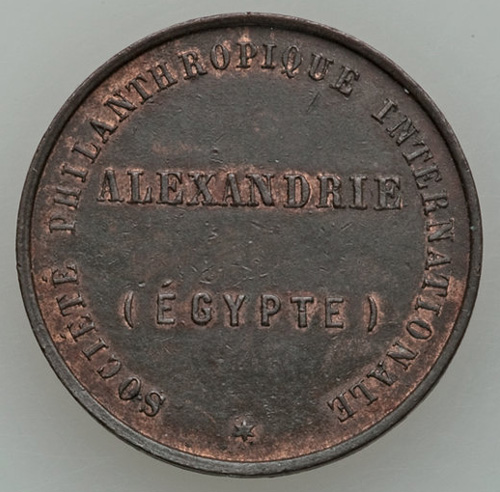 SOCIÉTÉ PHILANTHROPIQUE INTERNATIONALE
ALEXANDRIE
(ÉGYPTE)